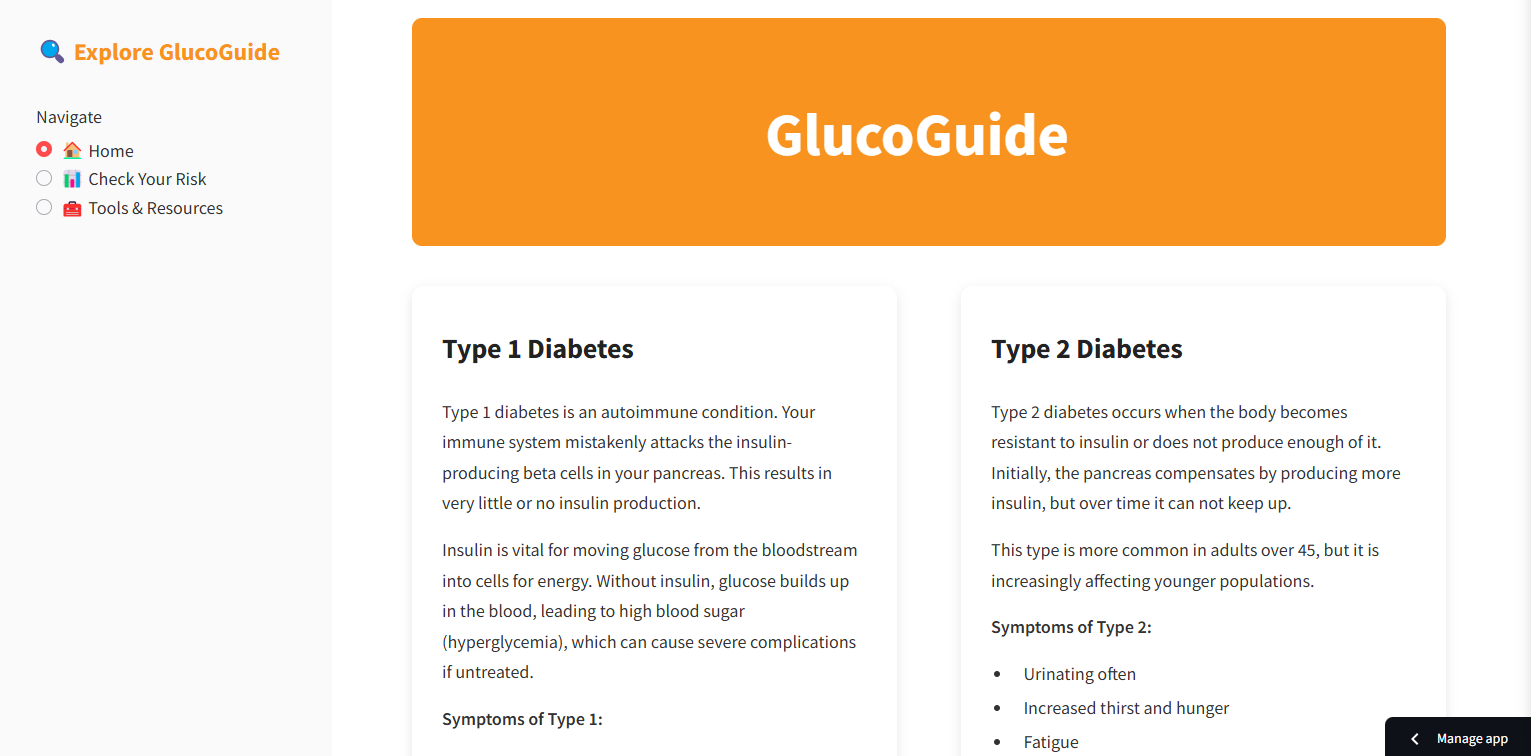 Explore GlucoGuide
Navigate
Home
Check Your Risk
Tools & Resources
GlucoGuide
Type 1 Diabetes
Type 1 diabetes is an autoimmune condition. Your
immune system mistakenly attacks the insulin-
producing beta cells in your pancreas. This results in
very little or no insulin production.
Insulin is vital for moving glucose from the bloodstream
into cells for energy. Without insulin, glucose builds up
in the blood, leading to high blood sugar
(hyperglycemia), which can cause severe complications
if untreated.
Symptoms of Type 1:
Type 2 Diabetes
Type 2 diabetes occurs when the body becomes
resistant to insulin or does not produce enough of it.
Initially, the pancreas compensates by producing more
insulin, but over time it can not keep up.
This type is more common in adults over 45, but it is
increasingly affecting younger populations.
Symptoms of Type 2:
• Urinating often
• Increased thirst and hunger
• Fatigue
Manage app